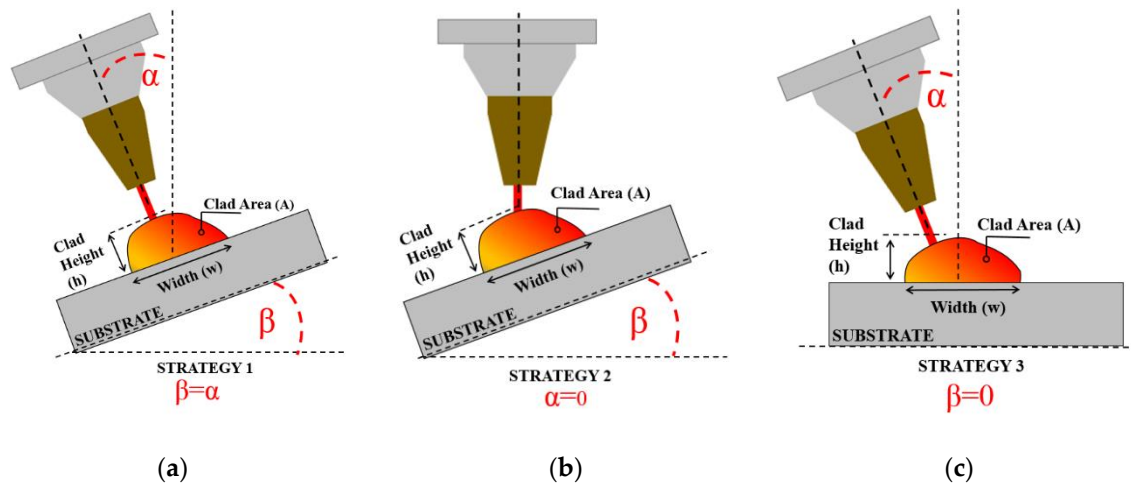 α
Clad Area (A)
Clad
Height
(h)
Width (w)
SUBSTRATE
β
STRATEGY 1
β=α
(a)
Clad Area (A)
Clad
Height
(h)
Width (w)
SUBSTRATE
β
STRATEGY 2
α=0
(b)
α
Clad Area (A)
Clad
Height
(h)
Width (w)
SUBSTRATE
STRATEGY 3
β=0
(c)